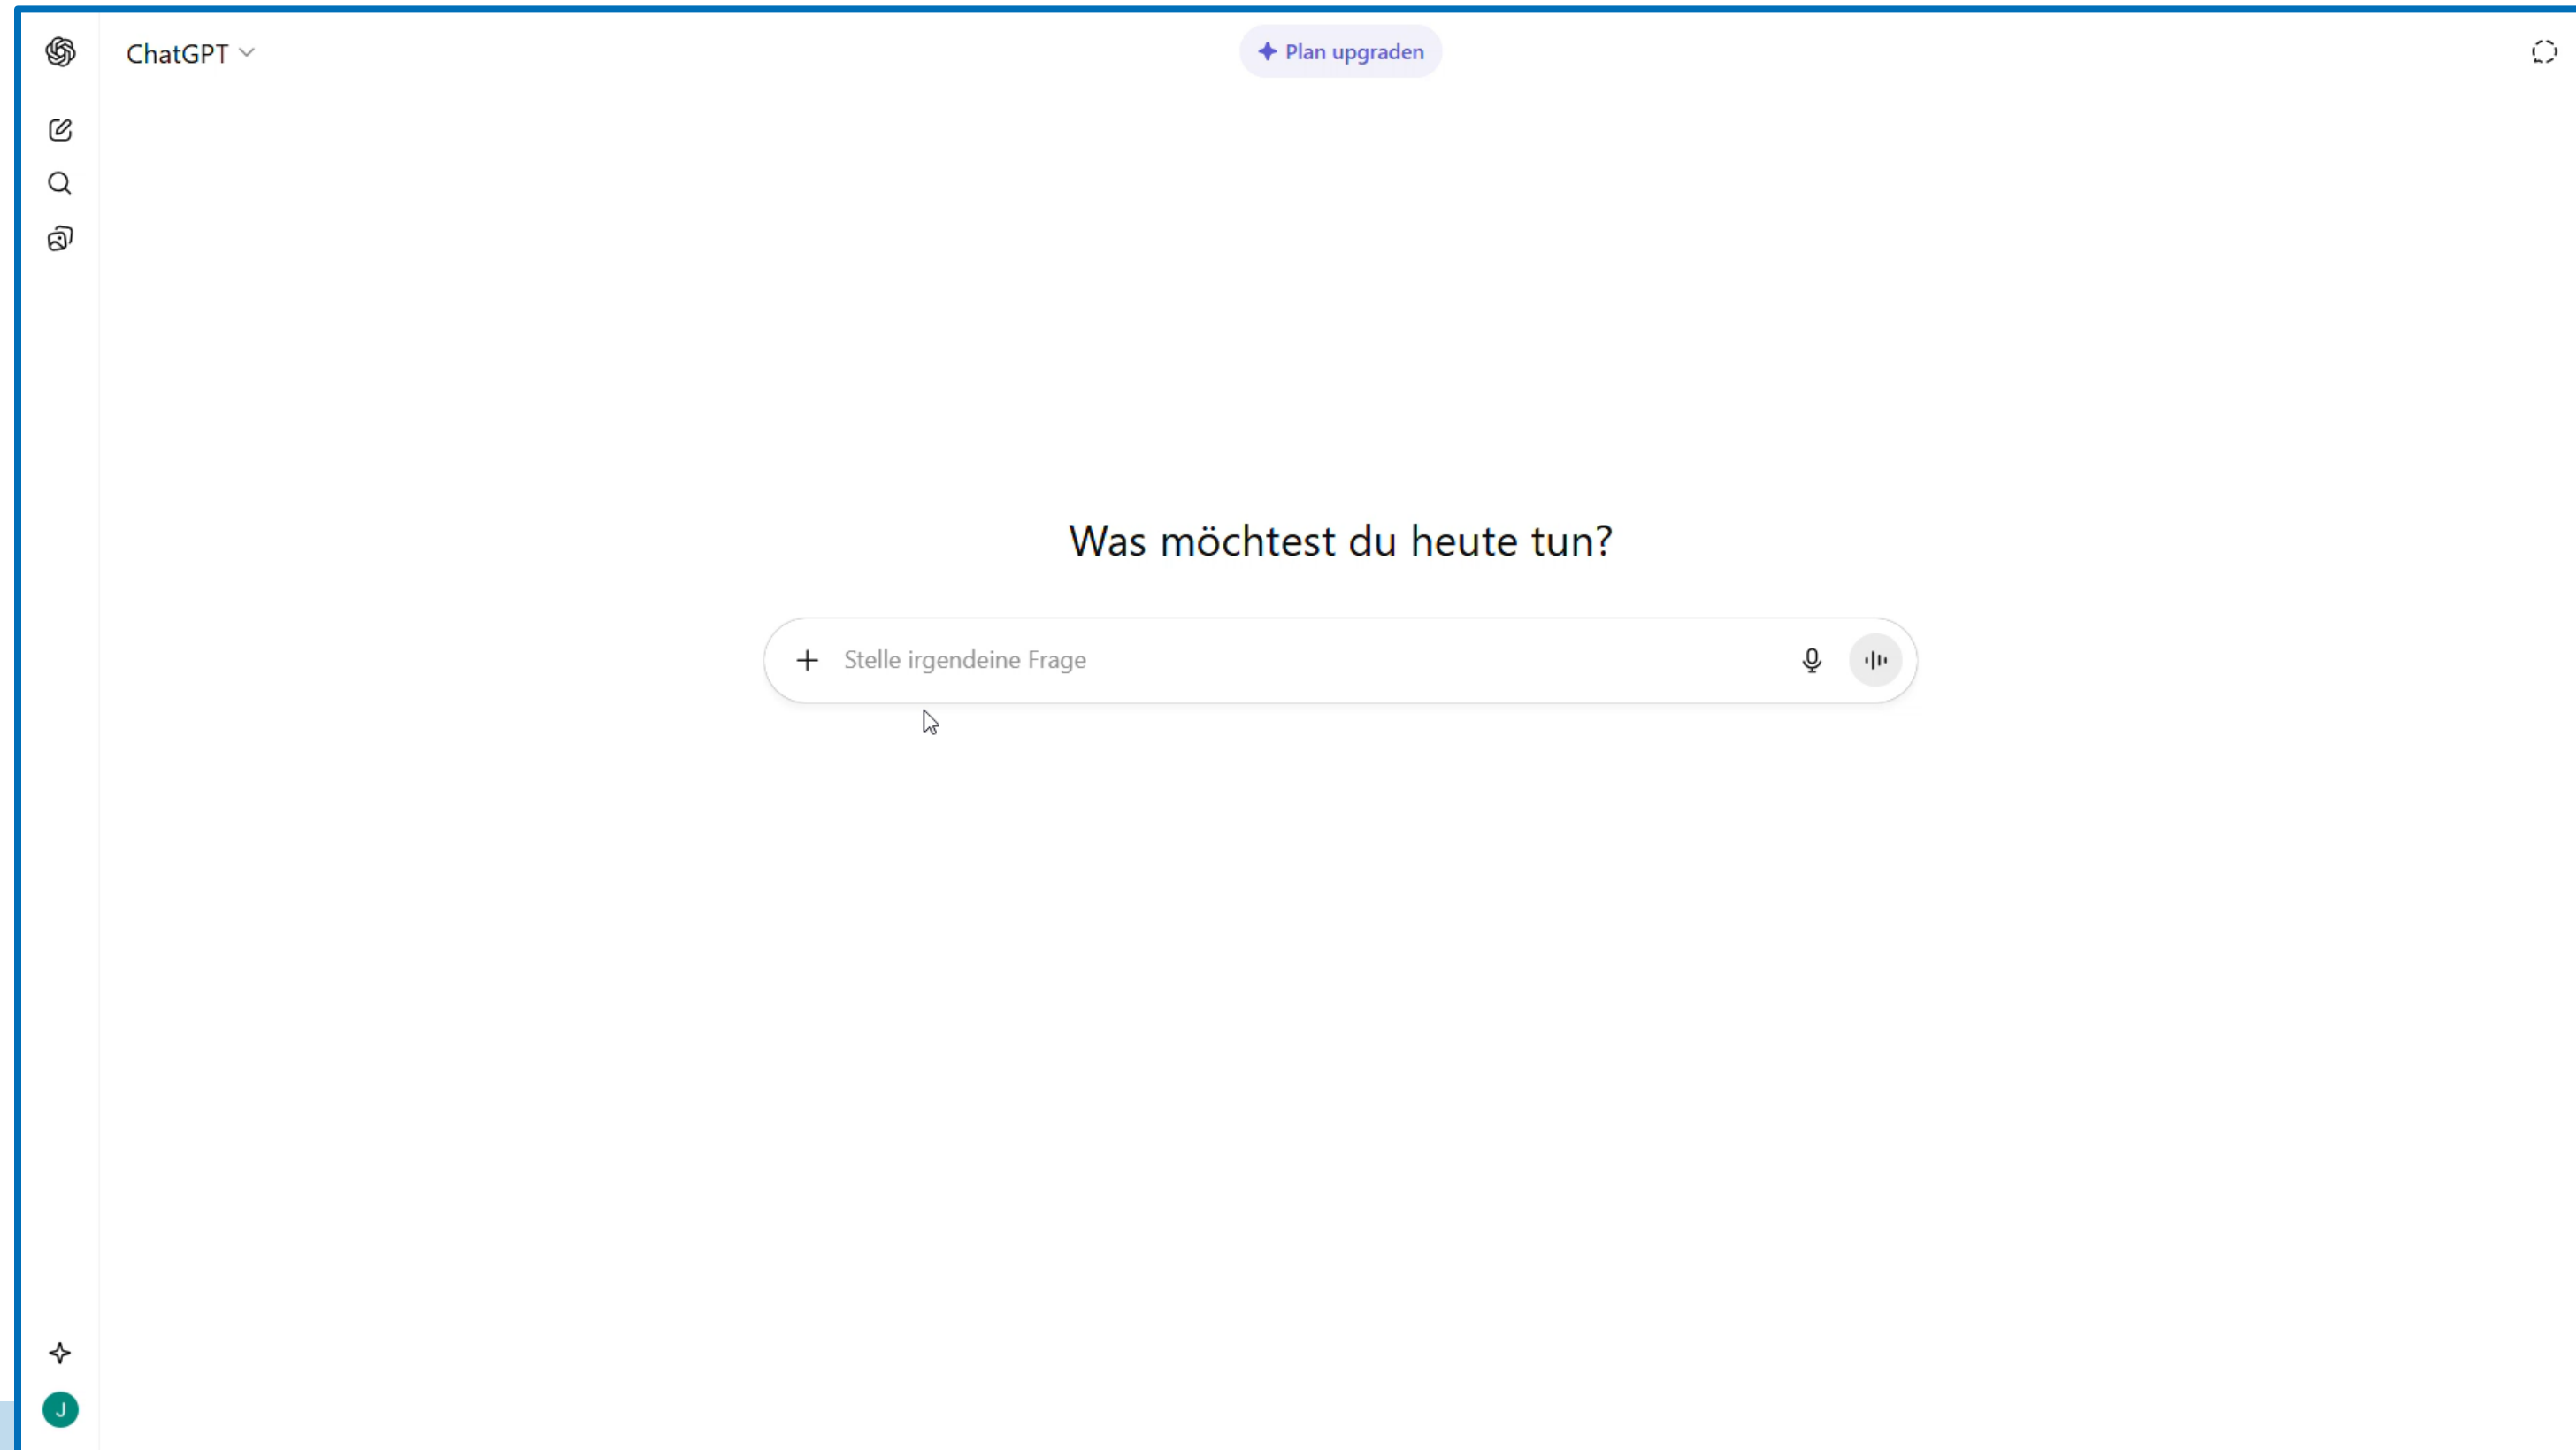 ChatGPT
Plan upgraden
Was möchtest du heute tun?
Stelle irgendeine Frage
J